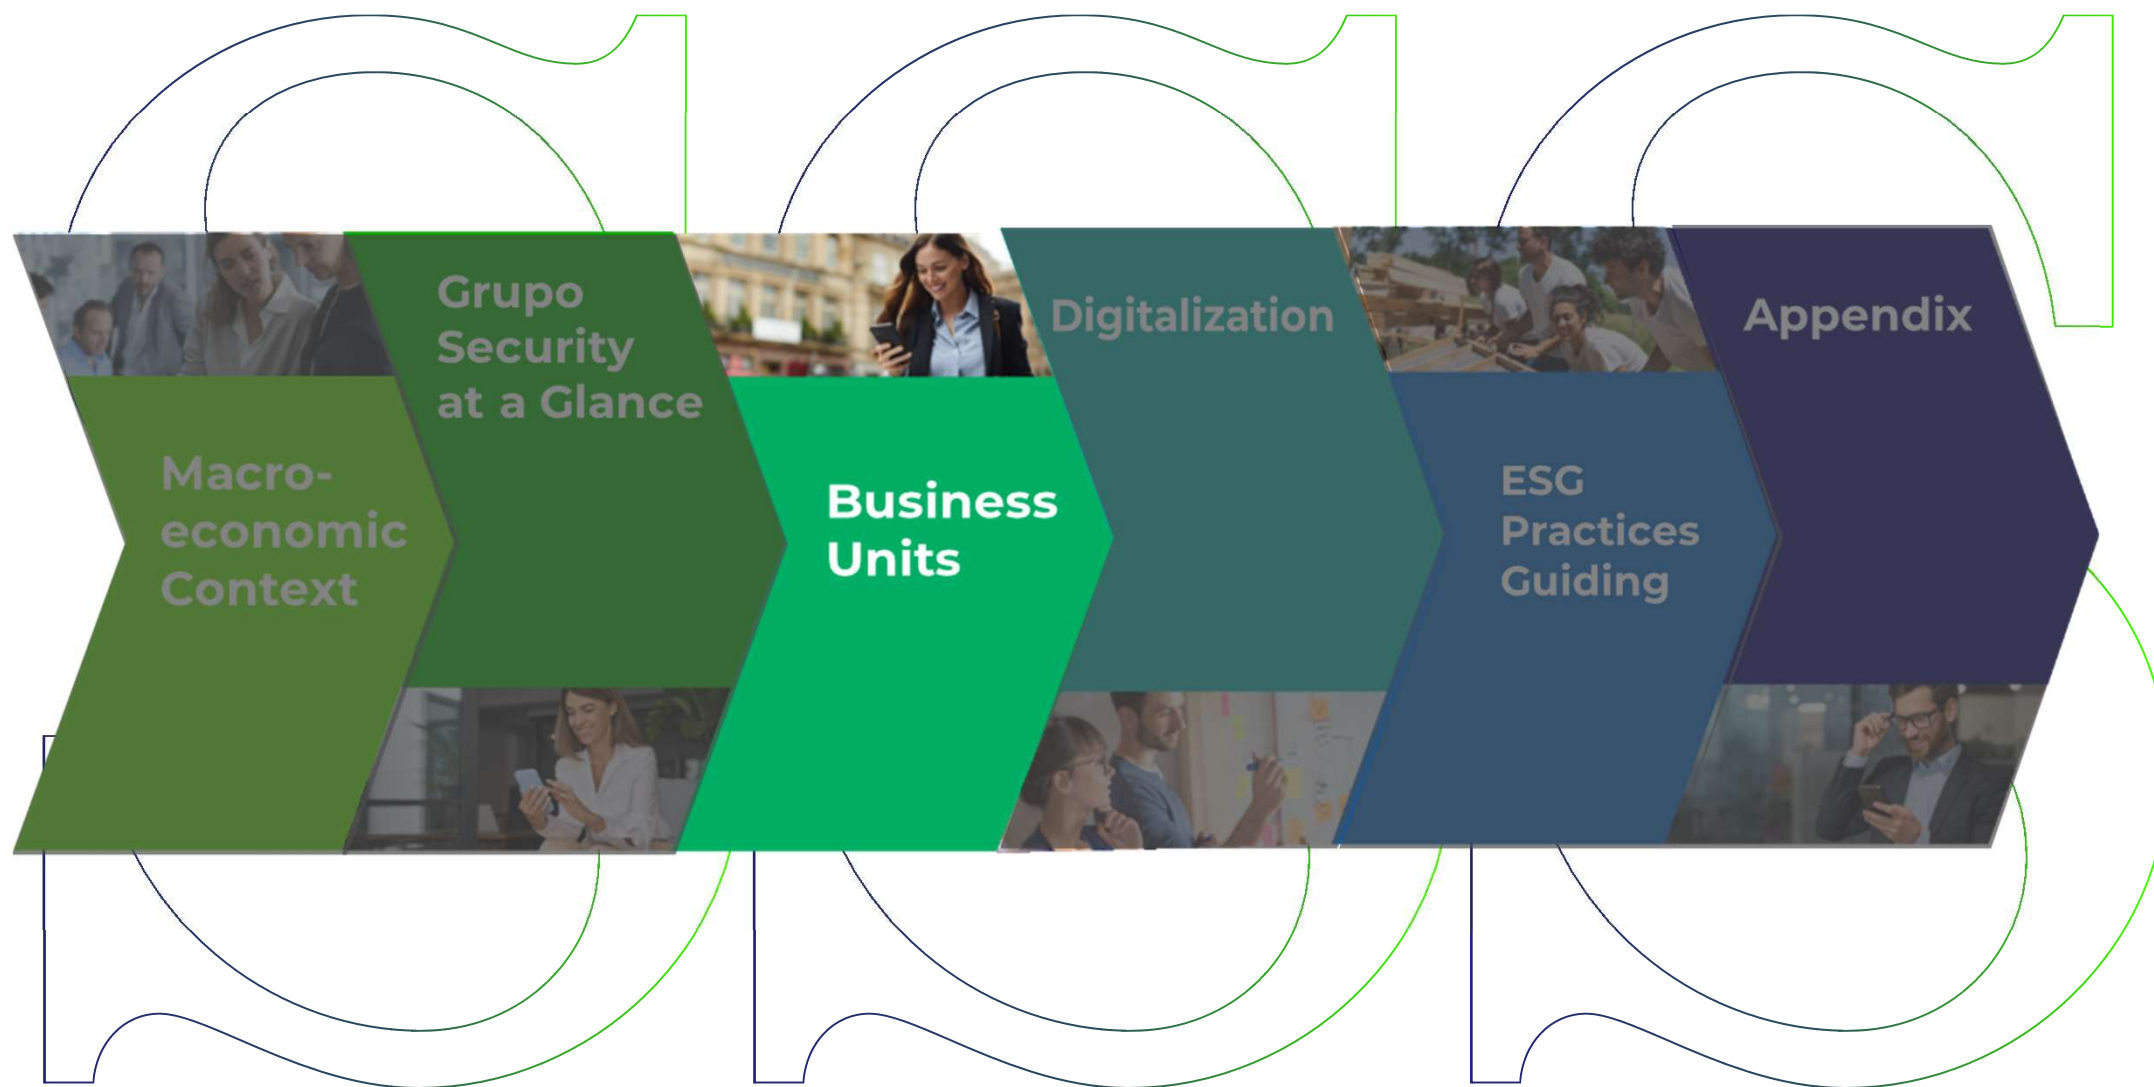 Macro-
economic
Context
Grupo
Security
at a Glance
Business
Units
Digitalization
ESG
Practices
Guiding
Appendix